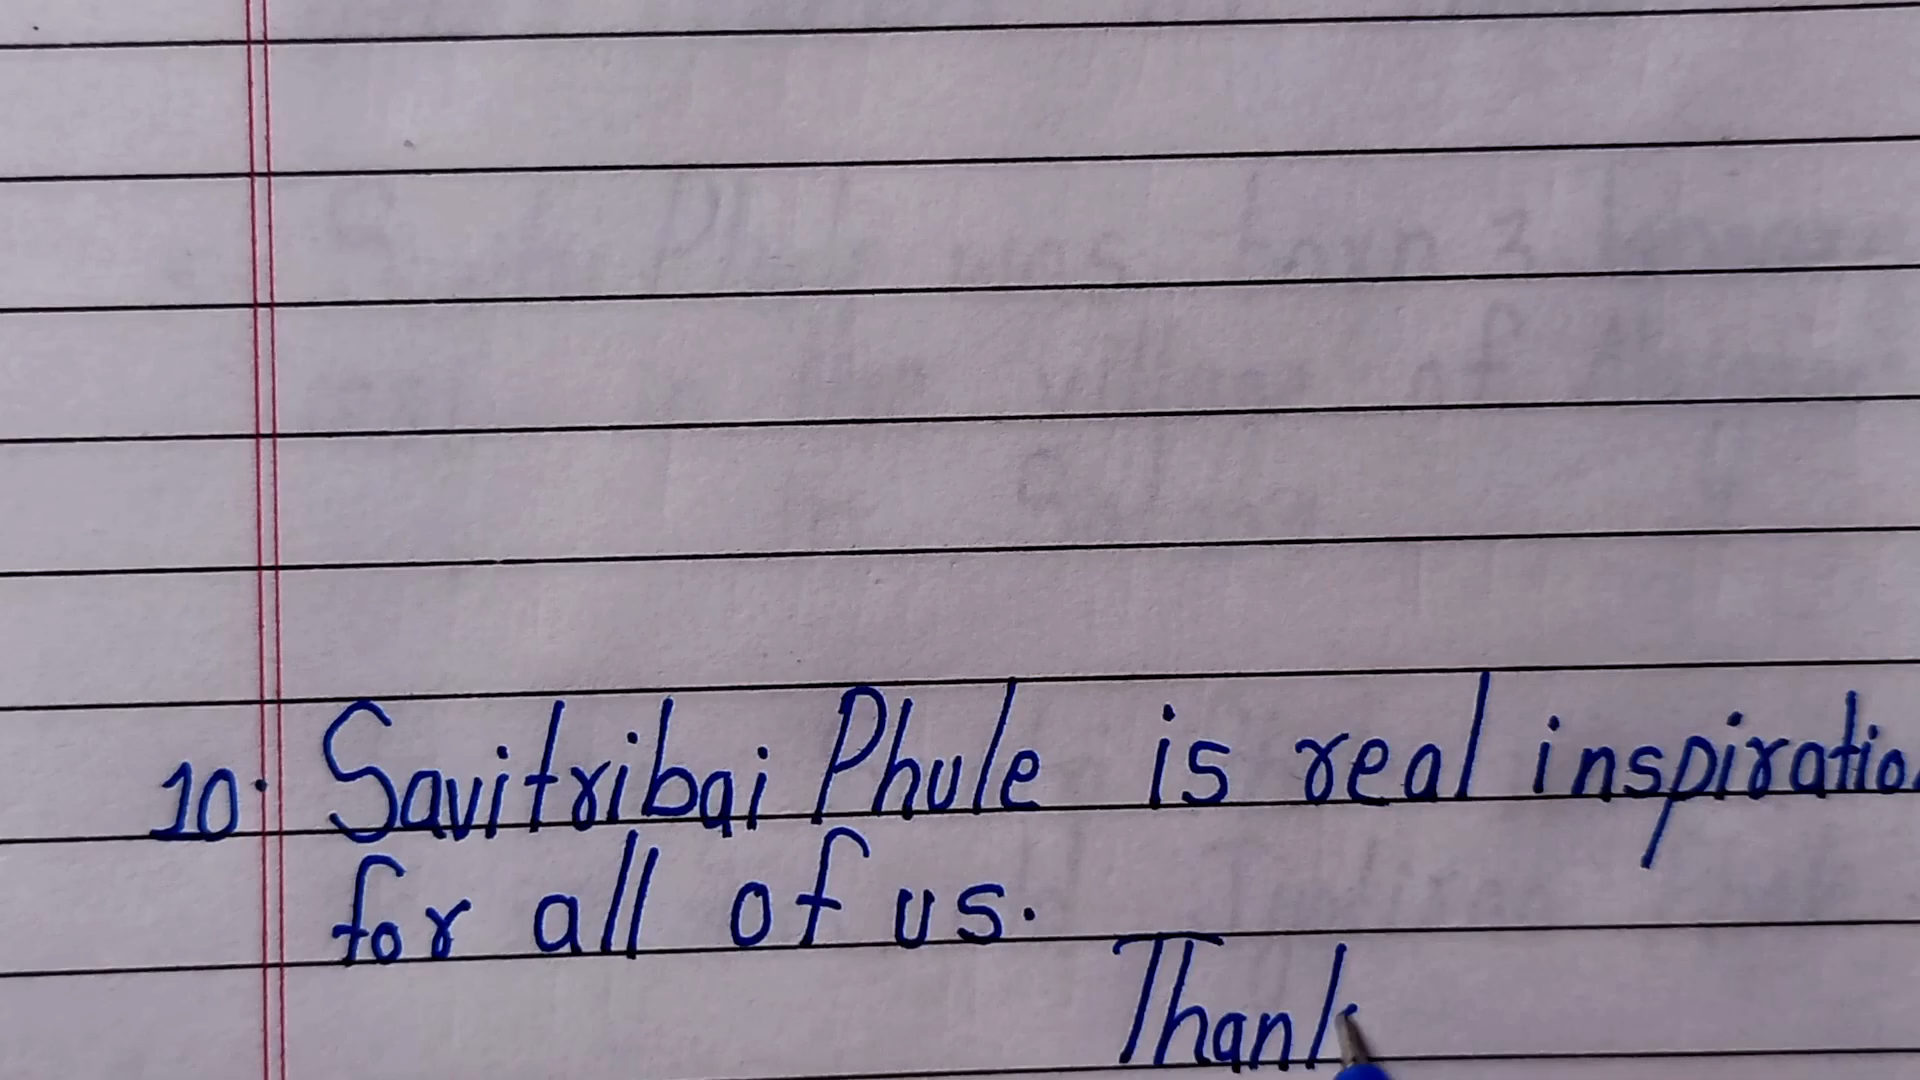 10. Savitribai Phule is real inspiratio
for all of us.
Thank